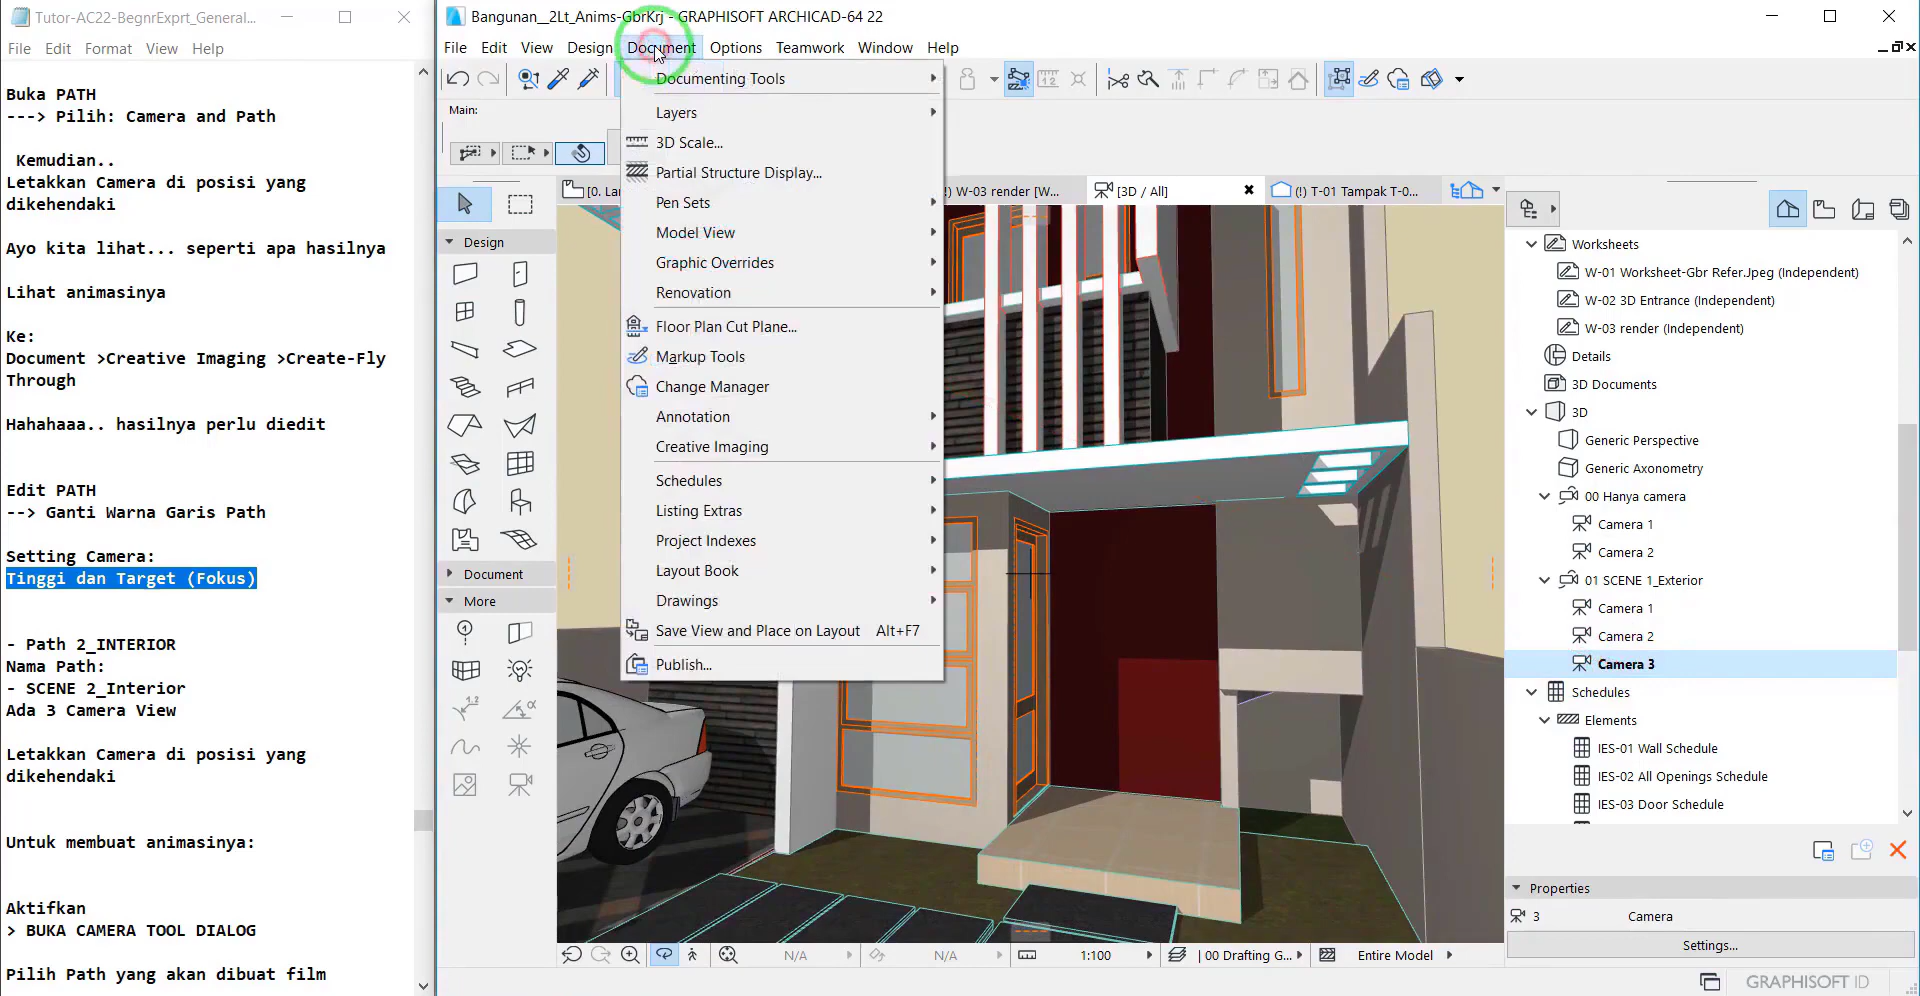 Tutor-AC22-BegnrExprt_General...
File Edit Format View Help
Buka PATH
---> Pilih: Camera and Path
Kemudian..
Letakkan Camera di posisi yang
dikehendaki
Ayo kita lihat... seperti apa hasilnya
Lihat animasinya
Ke:
Document >Creative Imaging >Create-Fly
Through
Hahahaaa.. hasilnya perlu diedit
Edit PATH
--> Ganti Warna Garis Path
Setting Camera:
Tinggi dan Target (Fokus)
- Path 2_INTERIOR
Nama Path:
- SCENE 2_Interior
Ada 3 Camera View
Letakkan Camera di posisi yang
dikehendaki
Untuk membuat animasinya:
Aktifkan
> BUKA CAMERA TOOL DIALOG
Pilih Path yang akan dibuat film
Bangunan__2Lt_Anims-GbrKrj - GRAPHISOFT ARCHICAD-64 22
File Edit View Design Document Options Teamwork Window Help
Main:
[0. La
!) W-03 render [W...
[3D / All]
(!) T-01 Tampak T-0...
Design
Document
More
1.2
Documenting Tools
Layers
3D Scale...
Partial Structure Display...
Pen Sets
Model View
Graphic Overrides
Renovation
Floor Plan Cut Plane...
Markup Tools
Change Manager
Annotation
Creative Imaging
Schedules
Listing Extras
Project Indexes
Layout Book
Drawings
Save View and Place on Layout Alt+F7
Publish...
Worksheets
W-01 Worksheet-Gbr Refer.Jpeg (Independent)
W-02 3D Entrance (Independent)
W-03 render (Independent)
Details
3D Documents
3D
Generic Perspective
Generic Axonometry
00 Hanya camera
Camera 1
Camera 2
01 SCENE 1_Exterior
Camera 1
Camera 2
Camera 3
Schedules
Elements
IES-01 Wall Schedule
IES-02 All Openings Schedule
IES-03 Door Schedule
Properties
3 Camera
Settings...
N/A N/A 1:100 00 Drafting G... Entire Model
GRAPHISOFT ID